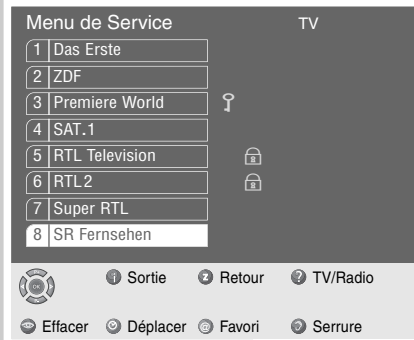 Menu de Service TV
1 Das Erste
2 ZDF
3 Premiere World
4 SAT.1
5 RTL Television
6 RTL2
7 Super RTL
8 SR Fernsehen
OK i Sortie z Retour ? TV/Radio
Effacer Déplacer @ Favori Serrure